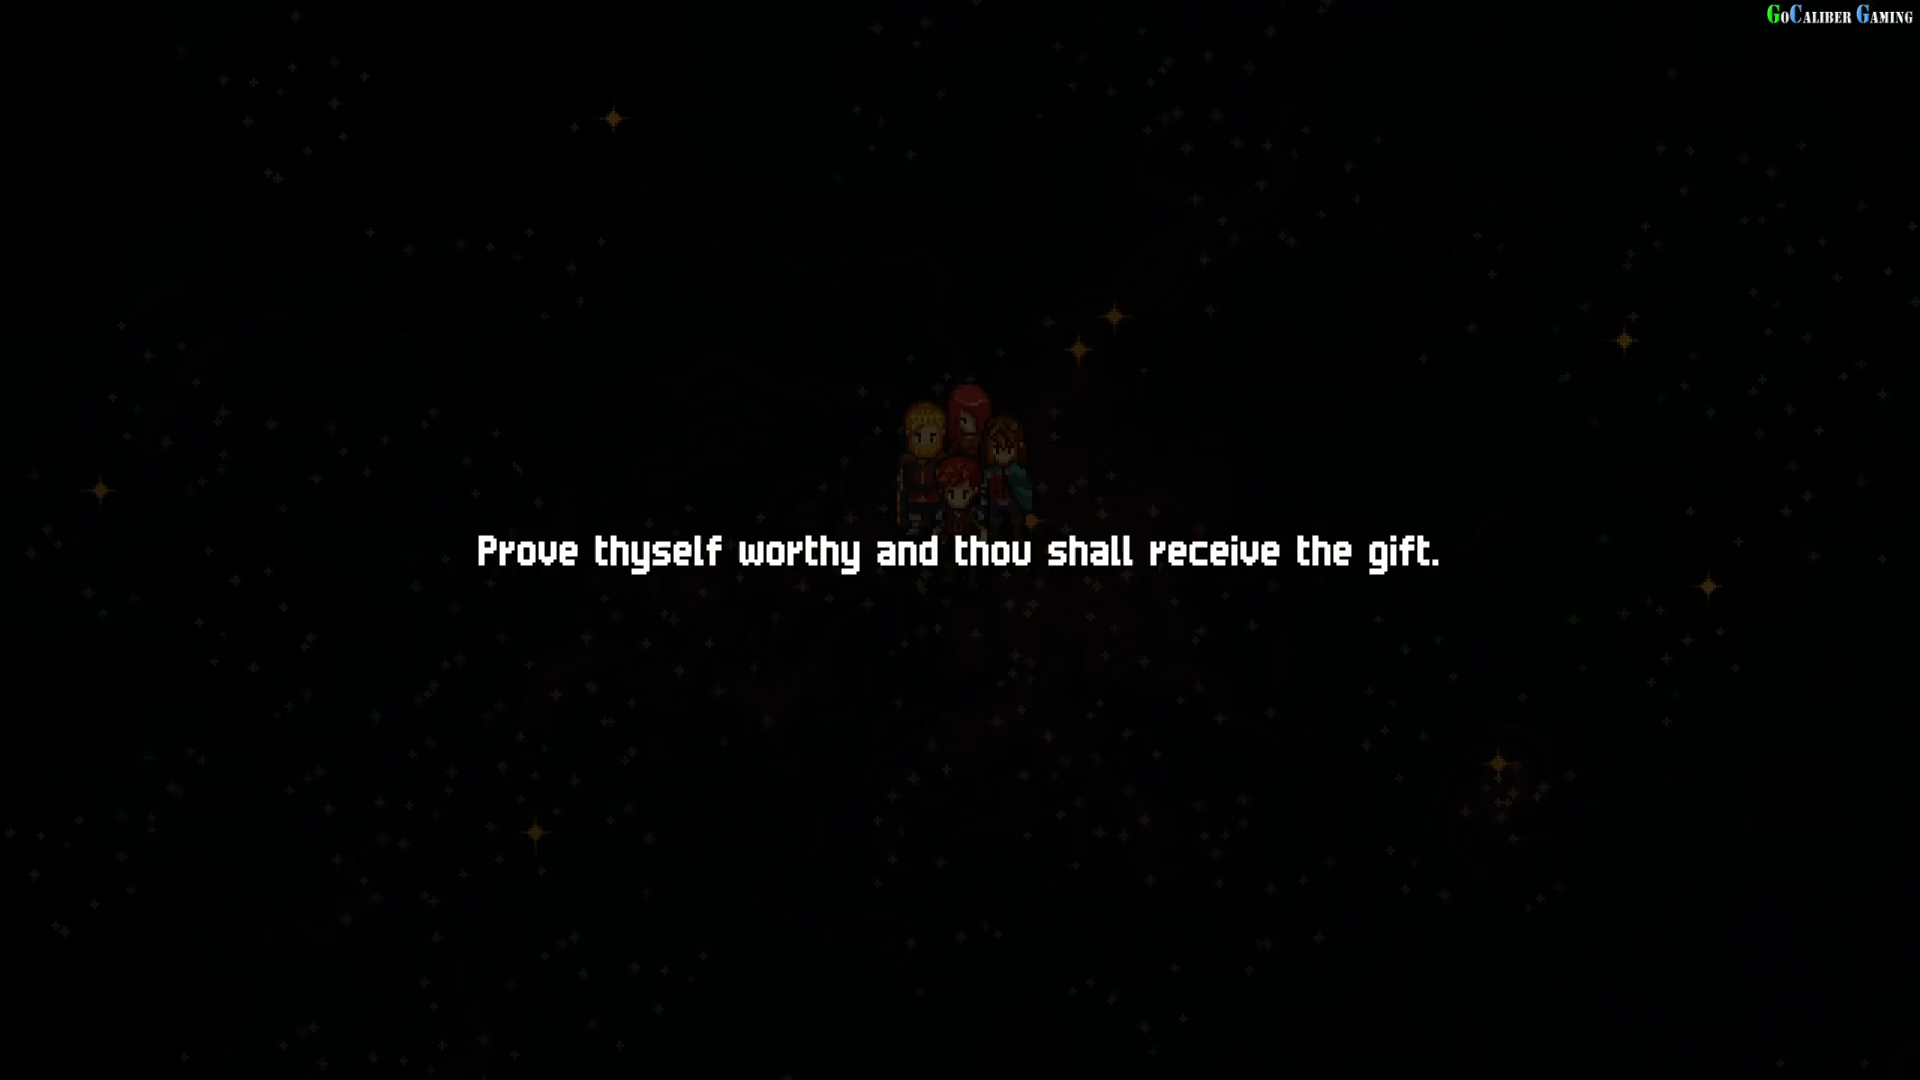 GoCaliber Gaming
Prove thyself worthy and thou shall receive the gift.